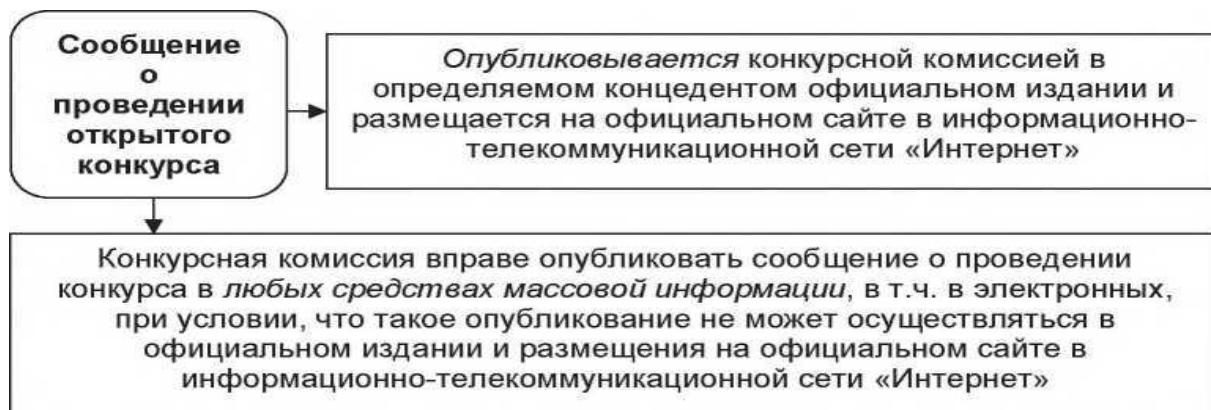 Сообщение
о
проведении
открытого
конкурса
Опубликовывается конкурсной комиссией в
определяемом концедентом официальном издании и
размещается на официальном сайте в информационно-
телекоммуникационной сети «Интернет»
Конкурсная комиссия вправе опубликовать сообщение о проведении
конкурса в любых средствах массовой информации, в т.ч. в электронных,
при условии, что такое опубликование не может осуществляться в
официальном издании и размещения на официальном сайте в
информационно-телекоммуникационной сети «Интернет»